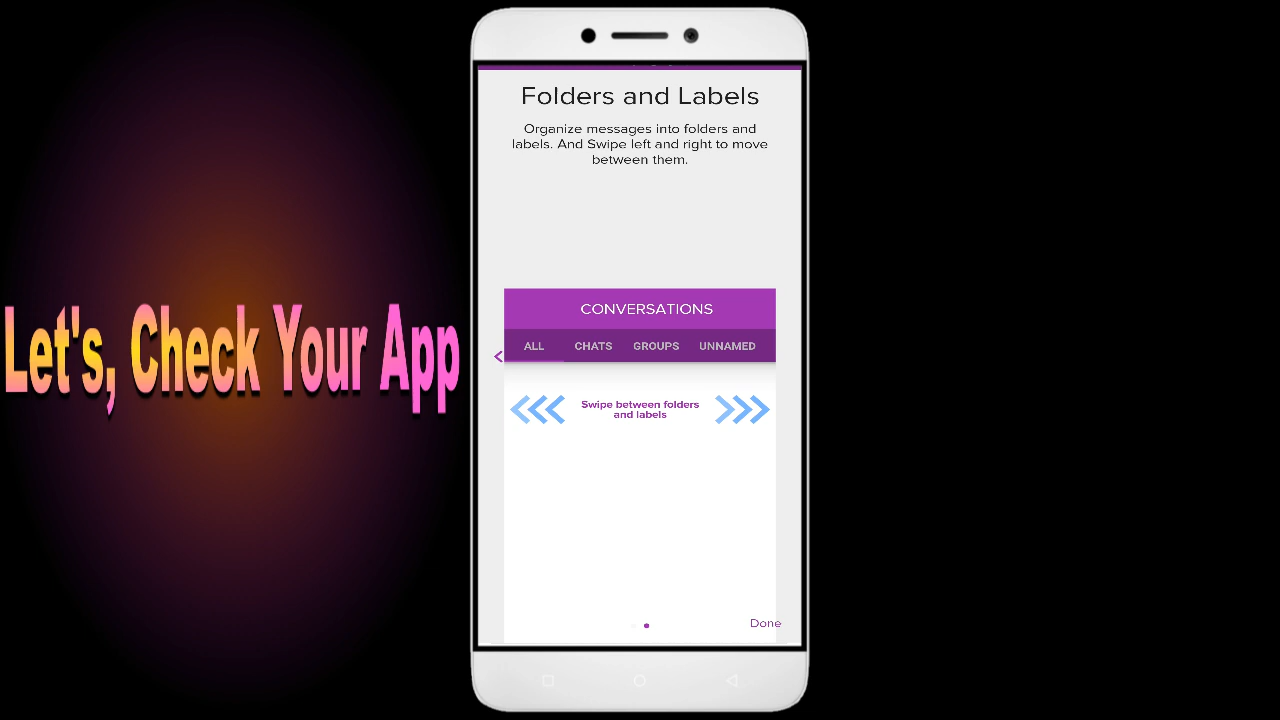 Let's, Check Your App
Folders and Labels
Organize messages into folders and
labels. And Swipe left and right to move
between them.
CONVERSATIONS
ALL CHATS GROUPS UNNAMED
Swipe between folders
and labels
Done